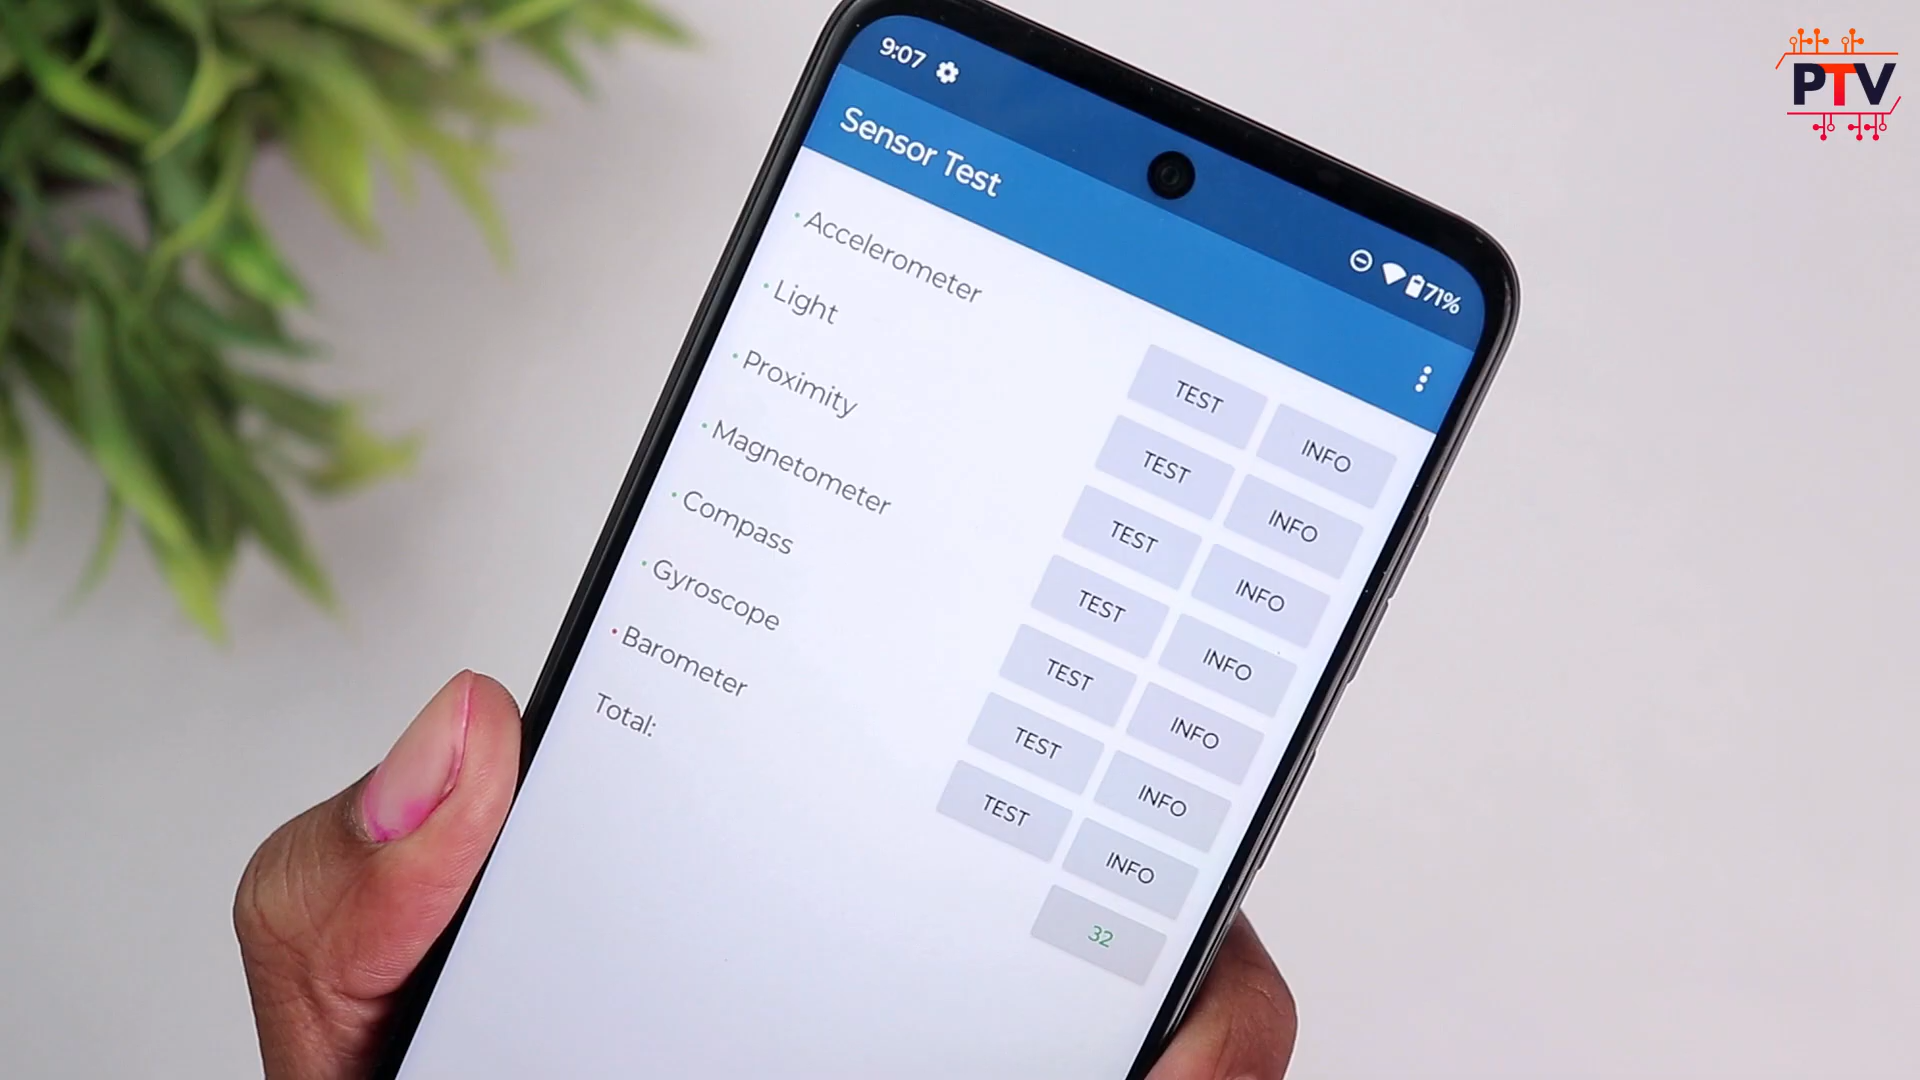 9:07
71%
PTV
Sensor Test
Accelerometer
TEST INFO
Light
TEST INFO
Proximity
TEST INFO
Magnetometer
TEST INFO
Compass
TEST INFO
Gyroscope
TEST INFO
Barometer
TEST INFO
Total:
32